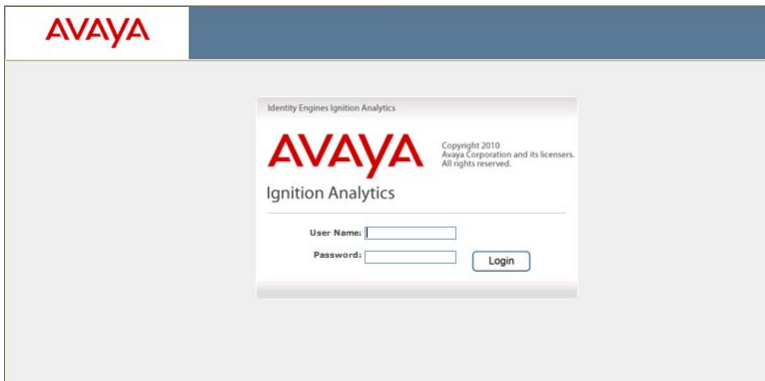 AVAYA
Identity Engines Ignition Analytics
AVAYA
Copyright 2010
Avaya Corporation and its licensers.
All rights reserved.
Ignition Analytics
User Name:
Password:
Login